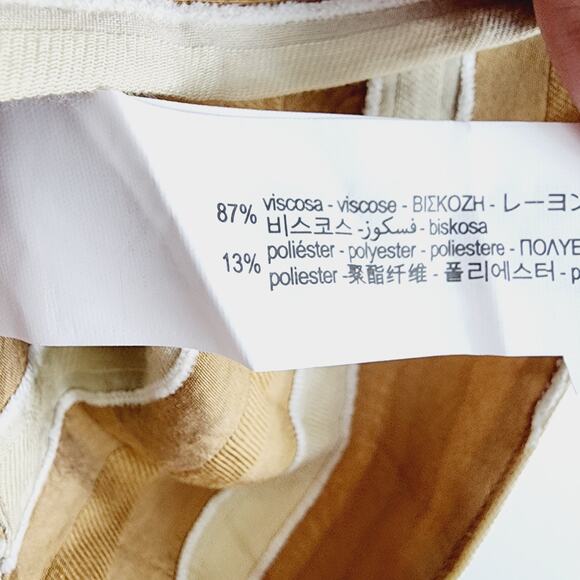 87% viscosa - viscose - ΒΙΣΚΟΖΗ - レーヨン
비스코스 - فسكوز - biskosa
13% poliéster - polyester - poliestere - ΠΟΛΥΕ
poliester -聚酯纤维 - 폴리에스터 - p